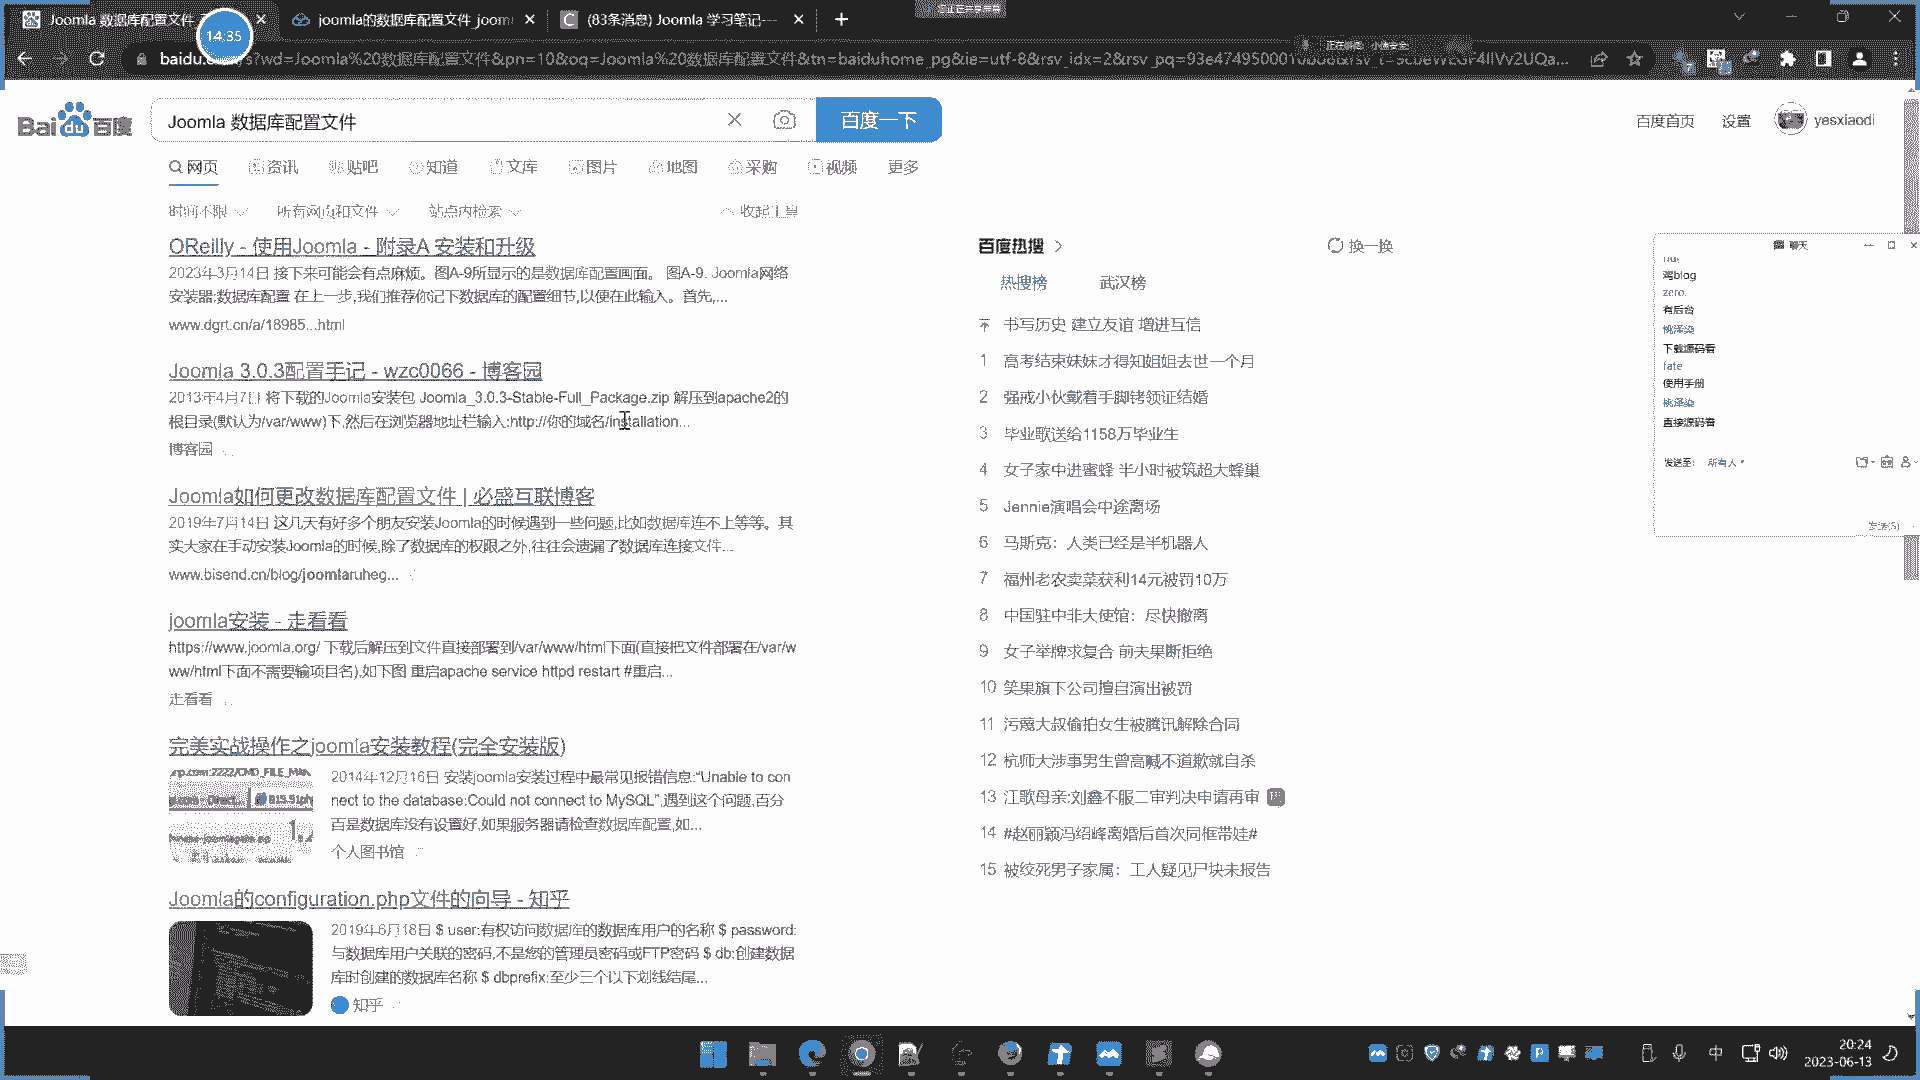 Joomla 数据库配置文件
joomla的数据库配置文件 joom
(83条消息) Joomla 学习笔记---
14:35
Joomla 数据库配置文件
百度一下
百度首页
设置
yesxiaodi
网页
资讯
贴吧
知道
文库
图片
地图
采购
视频
更多
时间不限
所有网页和文件
站点内检索
收起工具
OReilly - 使用Joomla - 附录A 安装和升级
2023年3月14日 接下来可能会有点麻烦。图A-9所显示的是数据库配置画面。 图A-9. Joomla网络
安装器:数据库配置 在上一步,我们推荐你记下数据库的配置细节,以便在此输入。首先,...
www.dgrt.cn/a/18985...html
Joomla 3.0.3配置手记 - wzc0066 - 博客园
2013年4月7日 将下载的Joomla安装包 Joomla_3.0.3-Stable-Full_Package.zip 解压到apache2的
根目录(默认为/var/www)下,然后在浏览器地址栏输入:http://你的域名/installation...
博客园
Joomla如何更改数据库配置文件 | 必盛互联博客
2019年7月14日 这几天有好多个朋友安装Joomla的时候遇到一些问题,比如数据库连不上等等。其
实大家在手动安装Joomla的时候,除了数据库的权限之外,往往会遗漏了数据库连接文件...
www.bisend.cn/blog/joomlaruheg...
joomla安装 - 走看看
https://www.joomla.org/ 下载后解压到文件直接部署到/var/www/html下面(直接把文件部署在/var/w
ww/html下面不需要输项目名),如下图 重启apache service httpd restart #重启...
走看看
完美实战操作之joomla安装教程(完全安装版)
2014年12月16日 安装joomla安装过程中最常见报错信息:“Unable to con
nect to the database:Could not connect to MySQL”,遇到这个问题,百分
百是数据库没有设置好,如果服务器请检查数据库配置,如...
个人图书馆
Joomla的configuration.php文件的向导 - 知乎
2019年6月18日 $ user:有权访问数据库的数据库用户的名称 $ password:
与数据库用户关联的密码,不是您的管理员密码或FTP密码 $ db:创建数据
库时创建的数据库名称 $ dbprefix:至少三个以下划线结尾...
知乎
百度热搜
换一换
热搜榜
武汉榜
书写历史 建立友谊 增进互信
1 高考结束妹妹才得知姐姐去世一个月
2 强戒小伙戴着手脚铐领证结婚
3 毕业歌送给1158万毕业生
4 女子家中进蜜蜂 半小时被筑超大蜂巢
5 Jennie演唱会中途离场
6 马斯克：人类已经是半机器人
7 福州老农卖菜获利14元被罚10万
8 中国驻中非大使馆：尽快撤离
9 女子举牌求复合 前夫果断拒绝
10 笑果旗下公司擅自演出被罚
11 污蔑大叔偷拍女生被腾讯解除合同
12 杭师大涉事男生曾高喊不道歉就自杀
13 江歌母亲:刘鑫不服二审判决申请再审
14 #赵丽颖冯绍峰离婚后首次同框带娃#
15 被绞死男子家属：工人疑见尸块未报告
聊天
鸡blog
zero.
有后台
桃泽染
下载源码看
fate
使用手册
桃泽染
直接源码看
发送至:
所有人
发送(S)
中
20:24
2023-06-13